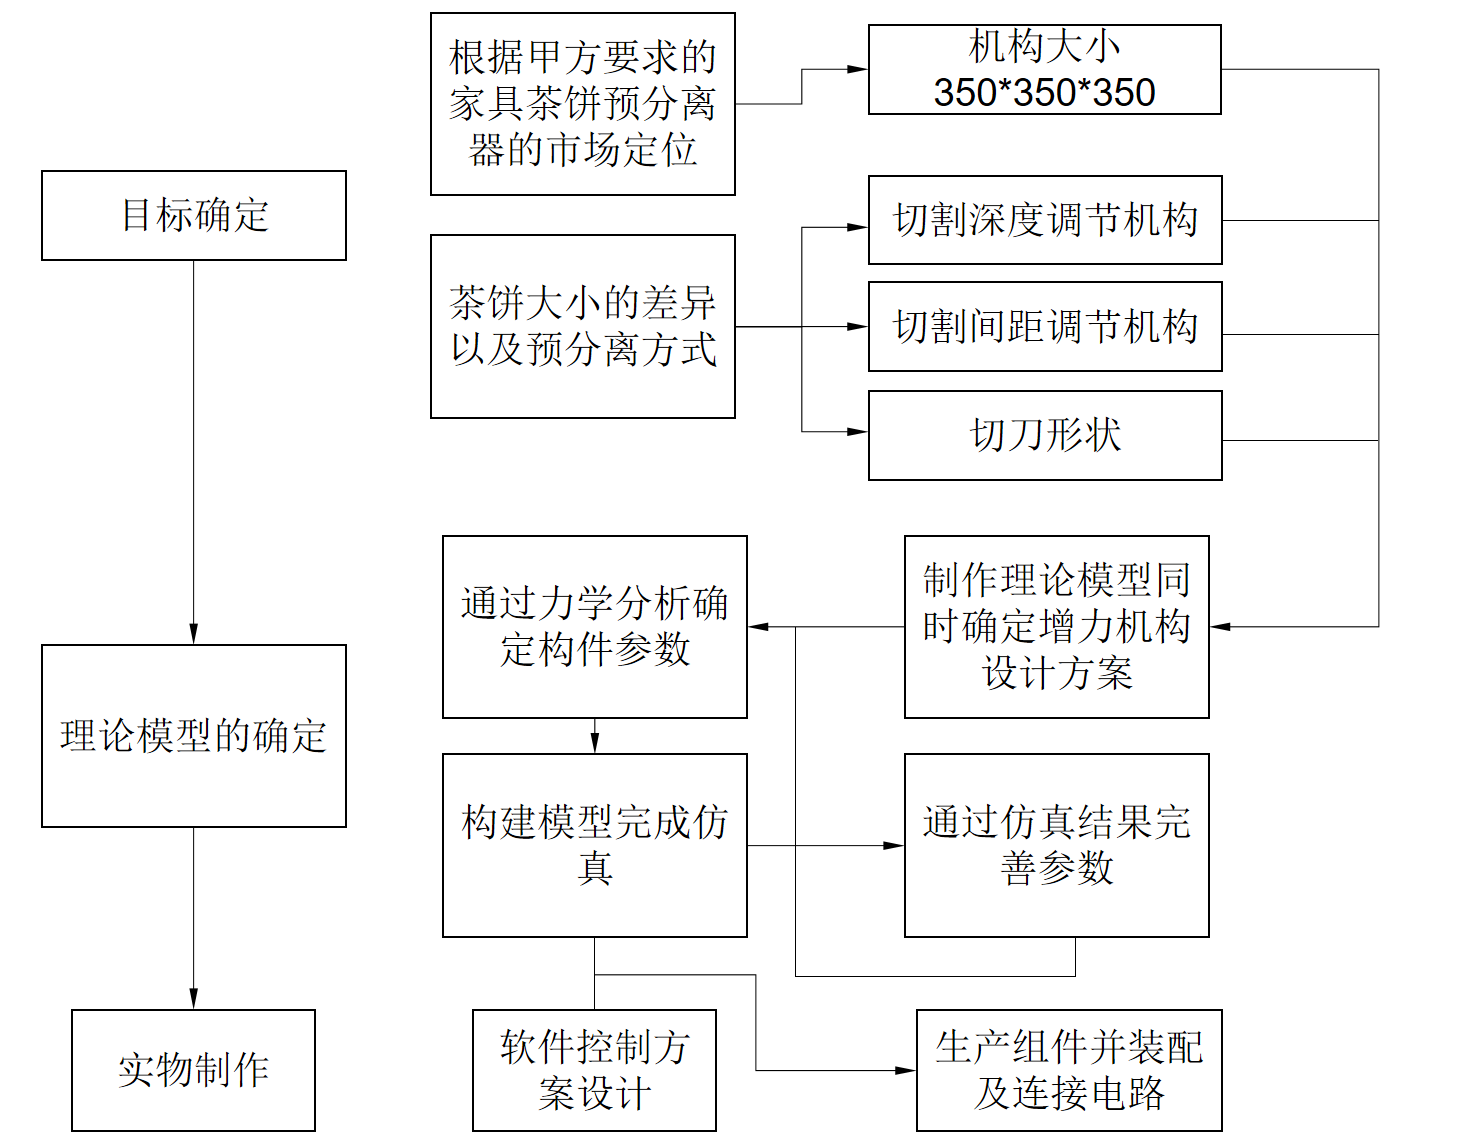 根据甲方要求的
家具茶饼预分离
器的市场定位
机构大小
350*350*350
目标确定
茶饼大小的差异
以及预分离方式
切割深度调节机构
切割间距调节机构
切刀形状
理论模型的确定
通过力学分析确
定构件参数
制作理论模型同
时确定增力机构
设计方案
构建模型完成仿
真
通过仿真结果完
善参数
实物制作
软件控制方
案设计
生产组件并装配
及连接电路